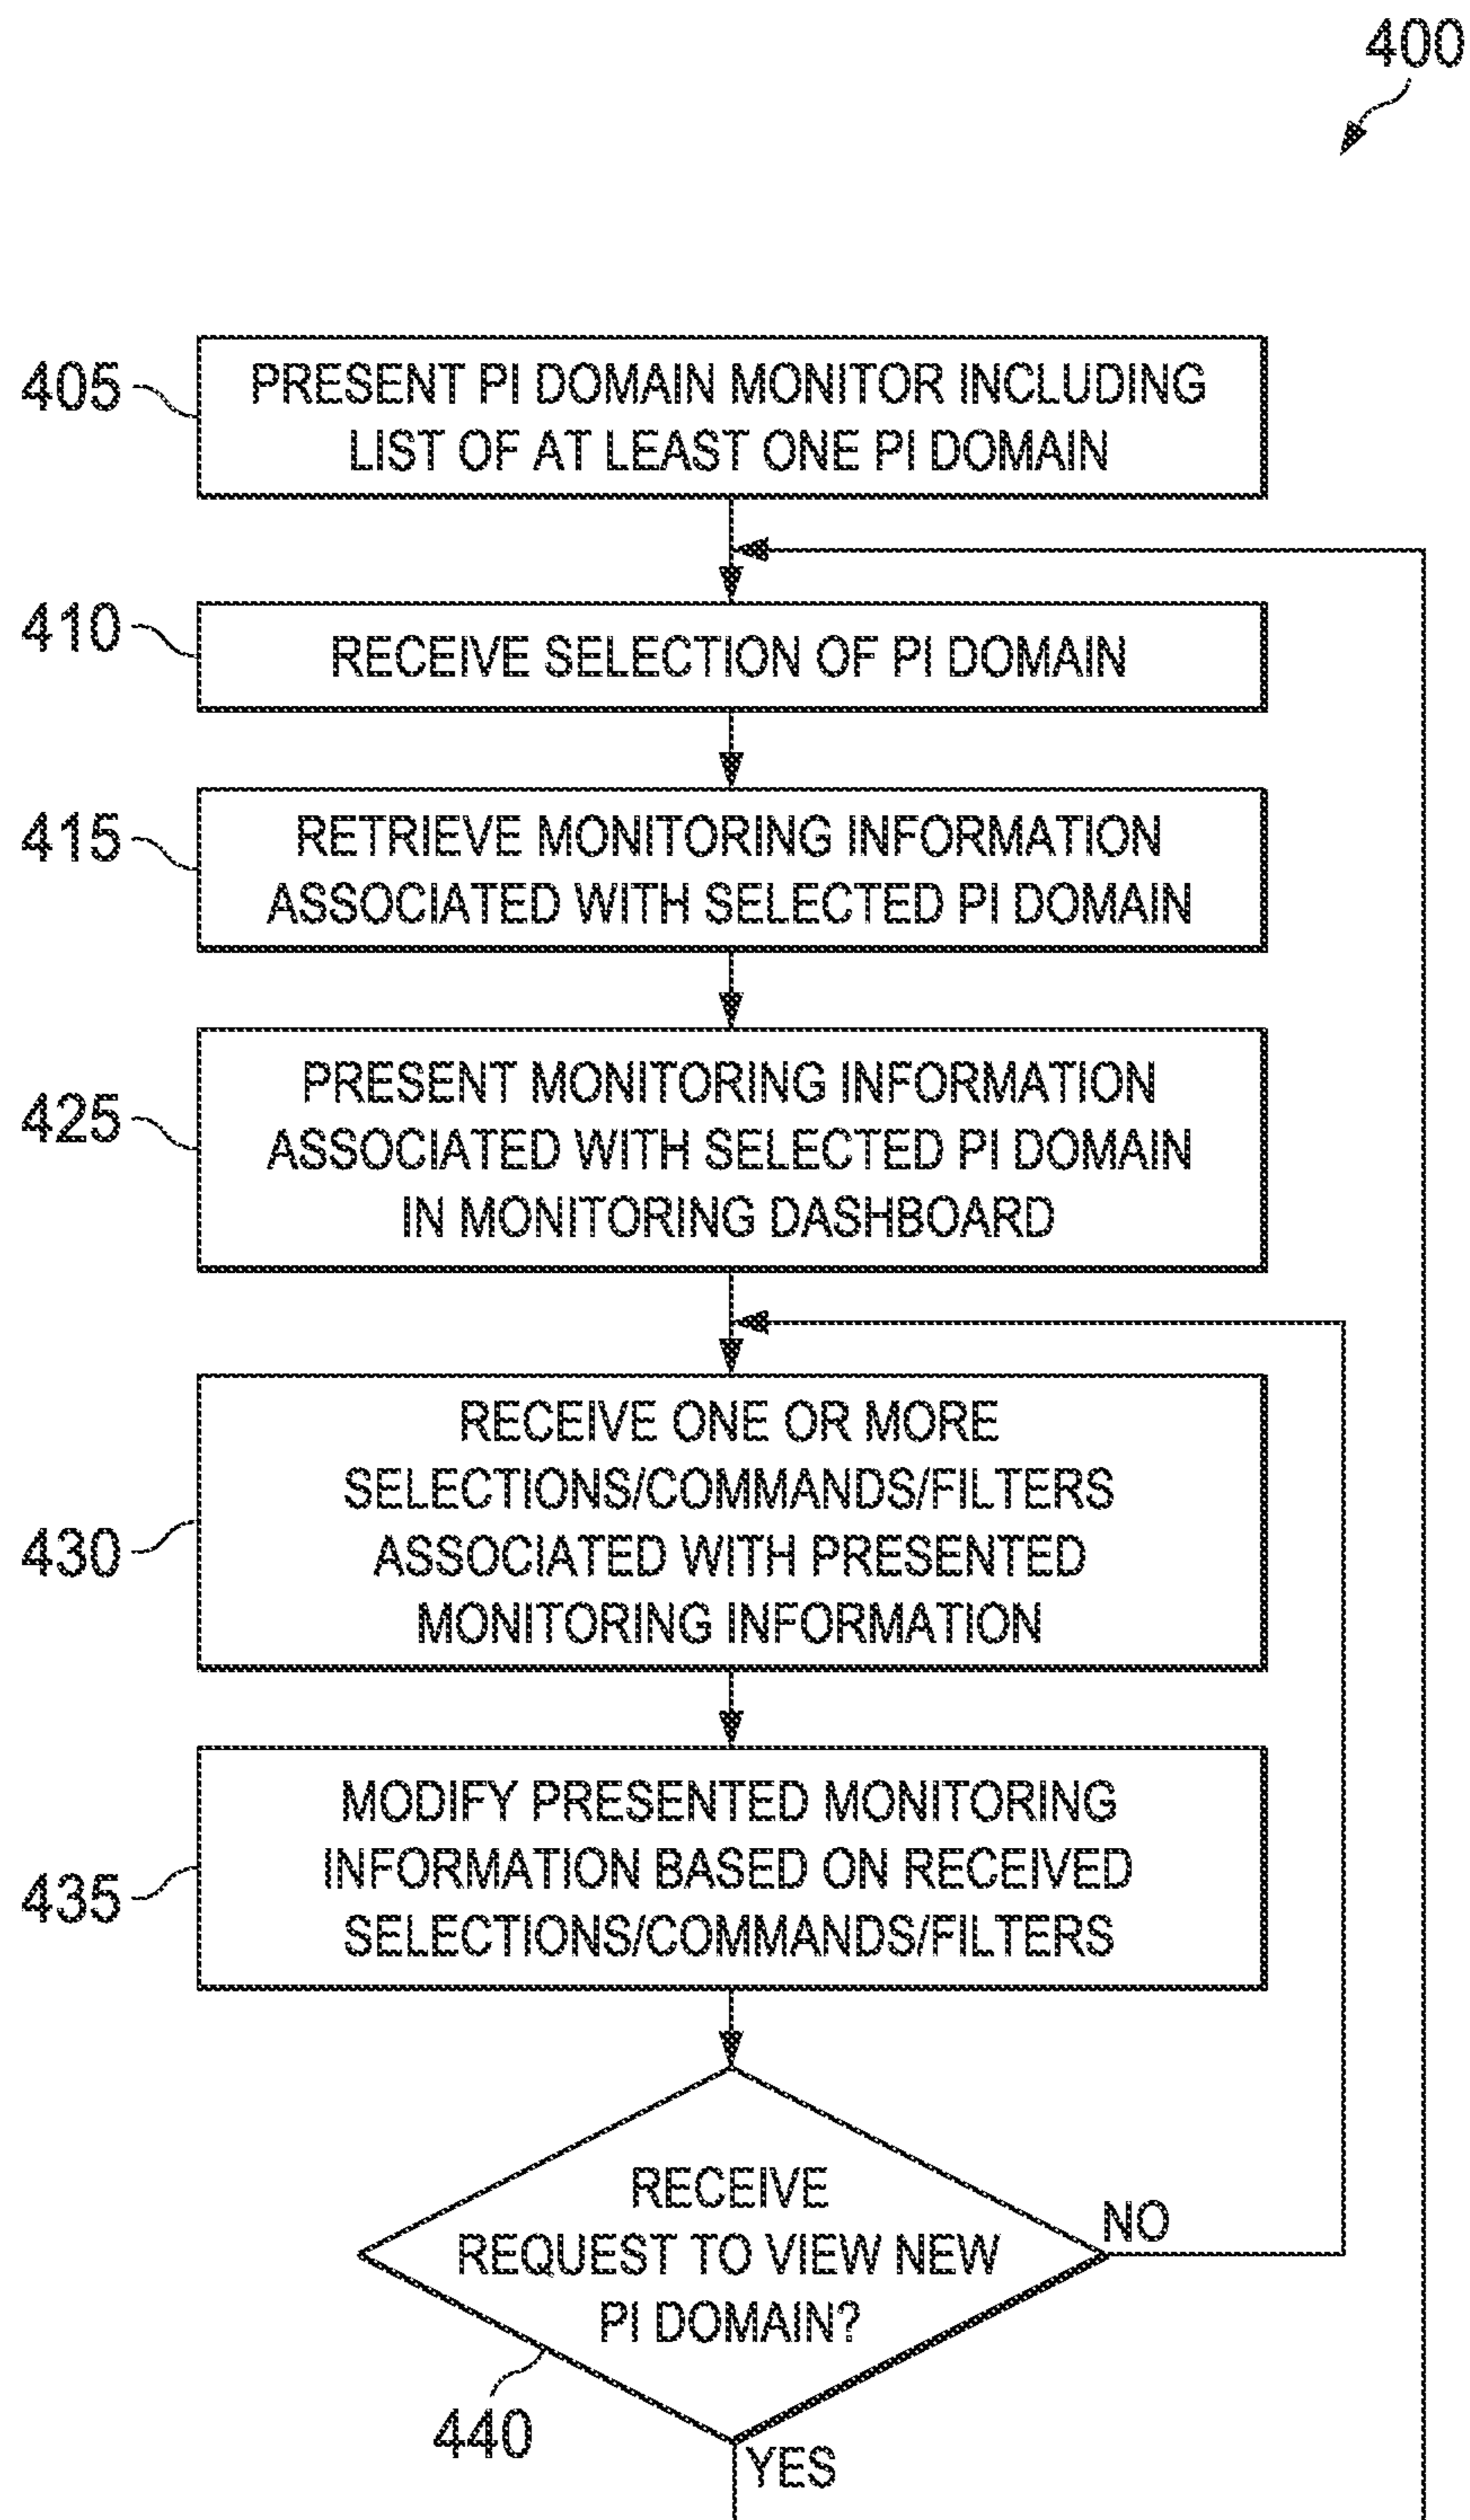 400
405
PRESENT PI DOMAIN MONITOR INCLUDING
LIST OF AT LEAST ONE PI DOMAIN
410
RECEIVE SELECTION OF PI DOMAIN
415
RETRIEVE MONITORING INFORMATION
ASSOCIATED WITH SELECTED PI DOMAIN
425
PRESENT MONITORING INFORMATION
ASSOCIATED WITH SELECTED PI DOMAIN
IN MONITORING DASHBOARD
430
RECEIVE ONE OR MORE
SELECTIONS/COMMANDS/FILTERS
ASSOCIATED WITH PRESENTED
MONITORING INFORMATION
435
MODIFY PRESENTED MONITORING
INFORMATION BASED ON RECEIVED
SELECTIONS/COMMANDS/FILTERS
RECEIVE
REQUEST TO VIEW NEW
PI DOMAIN?
NO
440
YES